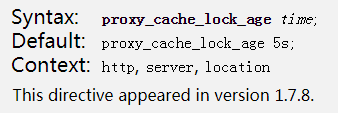 Syntax: proxy_cache_lock_age time;
Default: proxy_cache_lock_age 5s;
Context: http, server, location
This directive appeared in version 1.7.8.